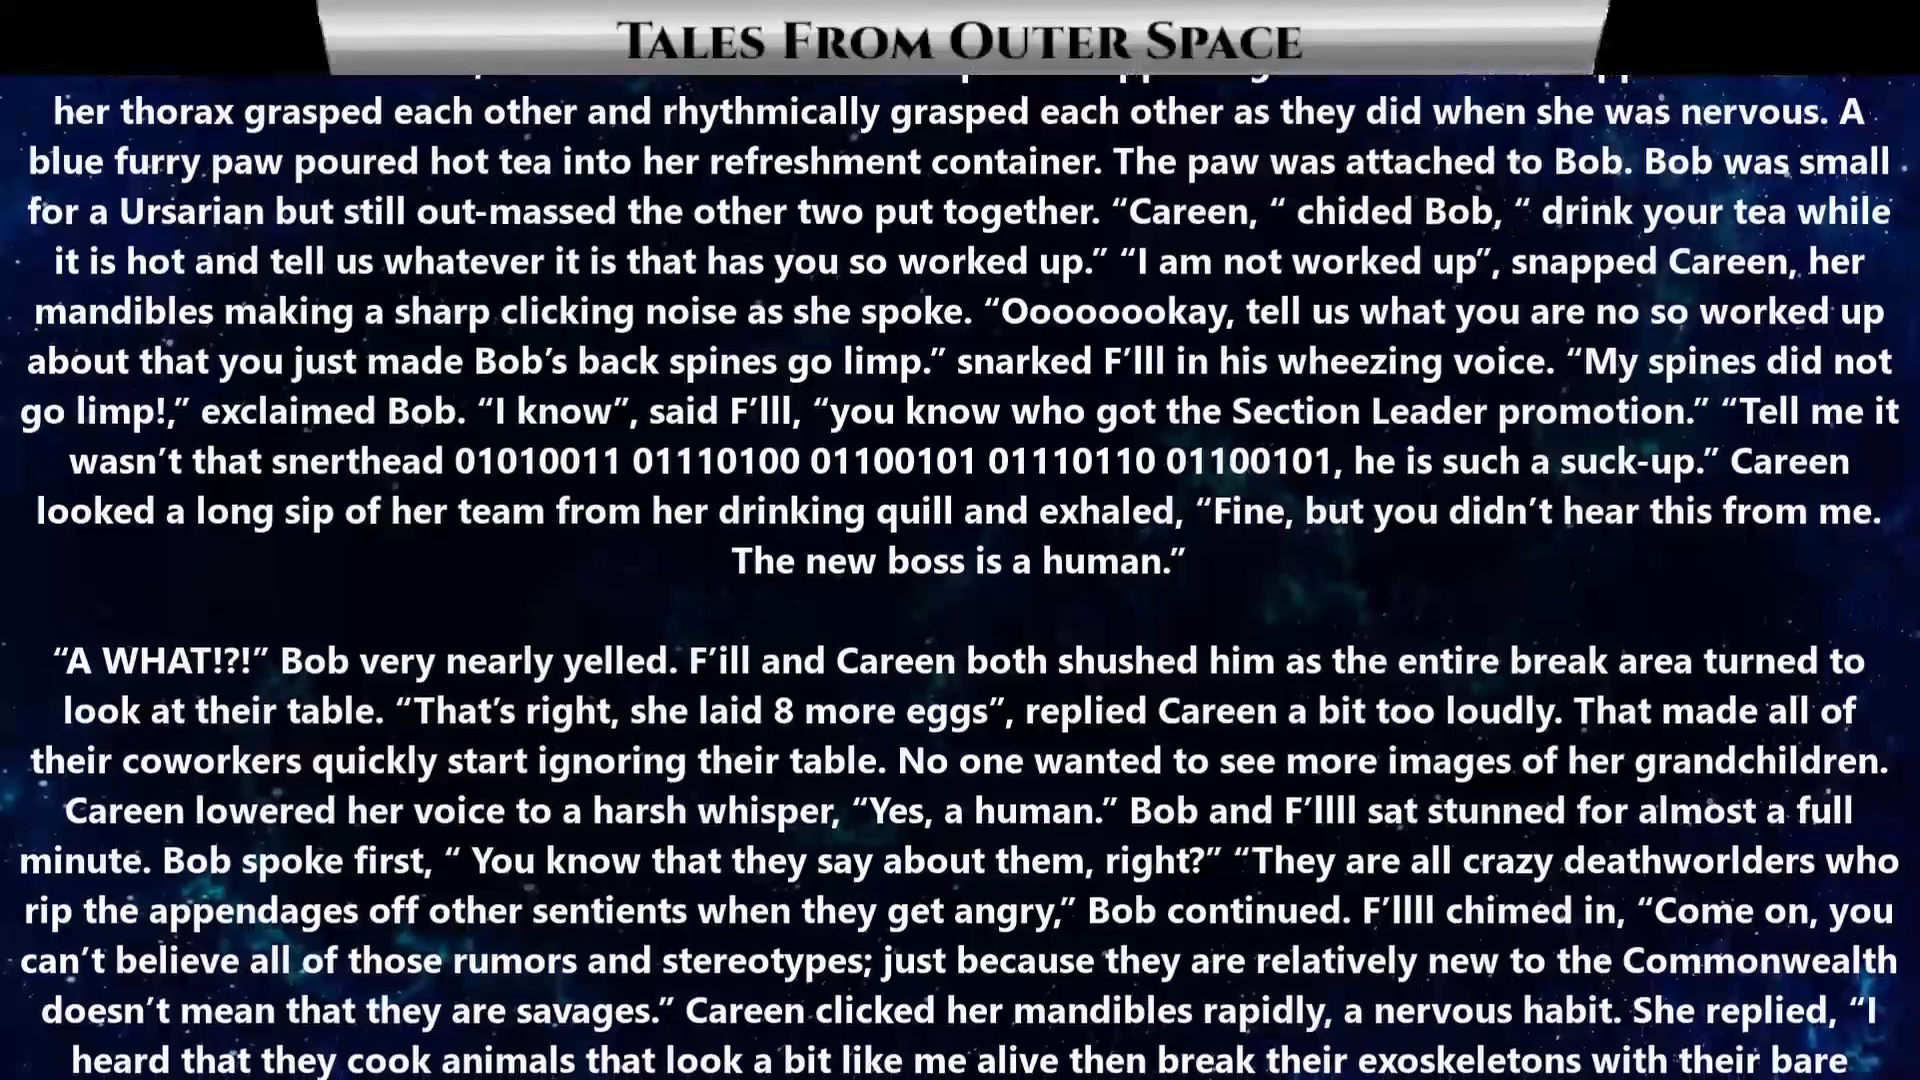 TALES FROM OUTER SPACE
her thorax grasped each other and rhythmically grasped each other as they did when she was nervous. A
blue furry paw poured hot tea into her refreshment container. The paw was attached to Bob. Bob was small
for a Ursarian but still out-massed the other two put together. “Careen, “ chided Bob, “ drink your tea while
it is hot and tell us whatever it is that has you so worked up.” “I am not worked up”, snapped Careen, her
mandibles making a sharp clicking noise as she spoke. “Oooooookay, tell us what you are no so worked up
about that you just made Bob’s back spines go limp.” snarked F’lll in his wheezing voice. “My spines did not
go limp!,” exclaimed Bob. “I know”, said F’lll, “you know who got the Section Leader promotion.” “Tell me it
wasn’t that snerthead 01010011 01110100 01100101 01110110 01100101, he is such a suck-up.” Careen
looked a long sip of her team from her drinking quill and exhaled, “Fine, but you didn’t hear this from me.
The new boss is a human.”
“A WHAT!?!” Bob very nearly yelled. F’ill and Careen both shushed him as the entire break area turned to
look at their table. “That’s right, she laid 8 more eggs”, replied Careen a bit too loudly. That made all of
their coworkers quickly start ignoring their table. No one wanted to see more images of her grandchildren.
Careen lowered her voice to a harsh whisper, “Yes, a human.” Bob and F’llll sat stunned for almost a full
minute. Bob spoke first, “ You know that they say about them, right?” “They are all crazy deathworlders who
rip the appendages off other sentients when they get angry,” Bob continued. F’llll chimed in, “Come on, you
can’t believe all of those rumors and stereotypes; just because they are relatively new to the Commonwealth
doesn’t mean that they are savages.” Careen clicked her mandibles rapidly, a nervous habit. She replied, “I
heard that they cook animals that look a bit like me alive then break their exoskeletons with their bare